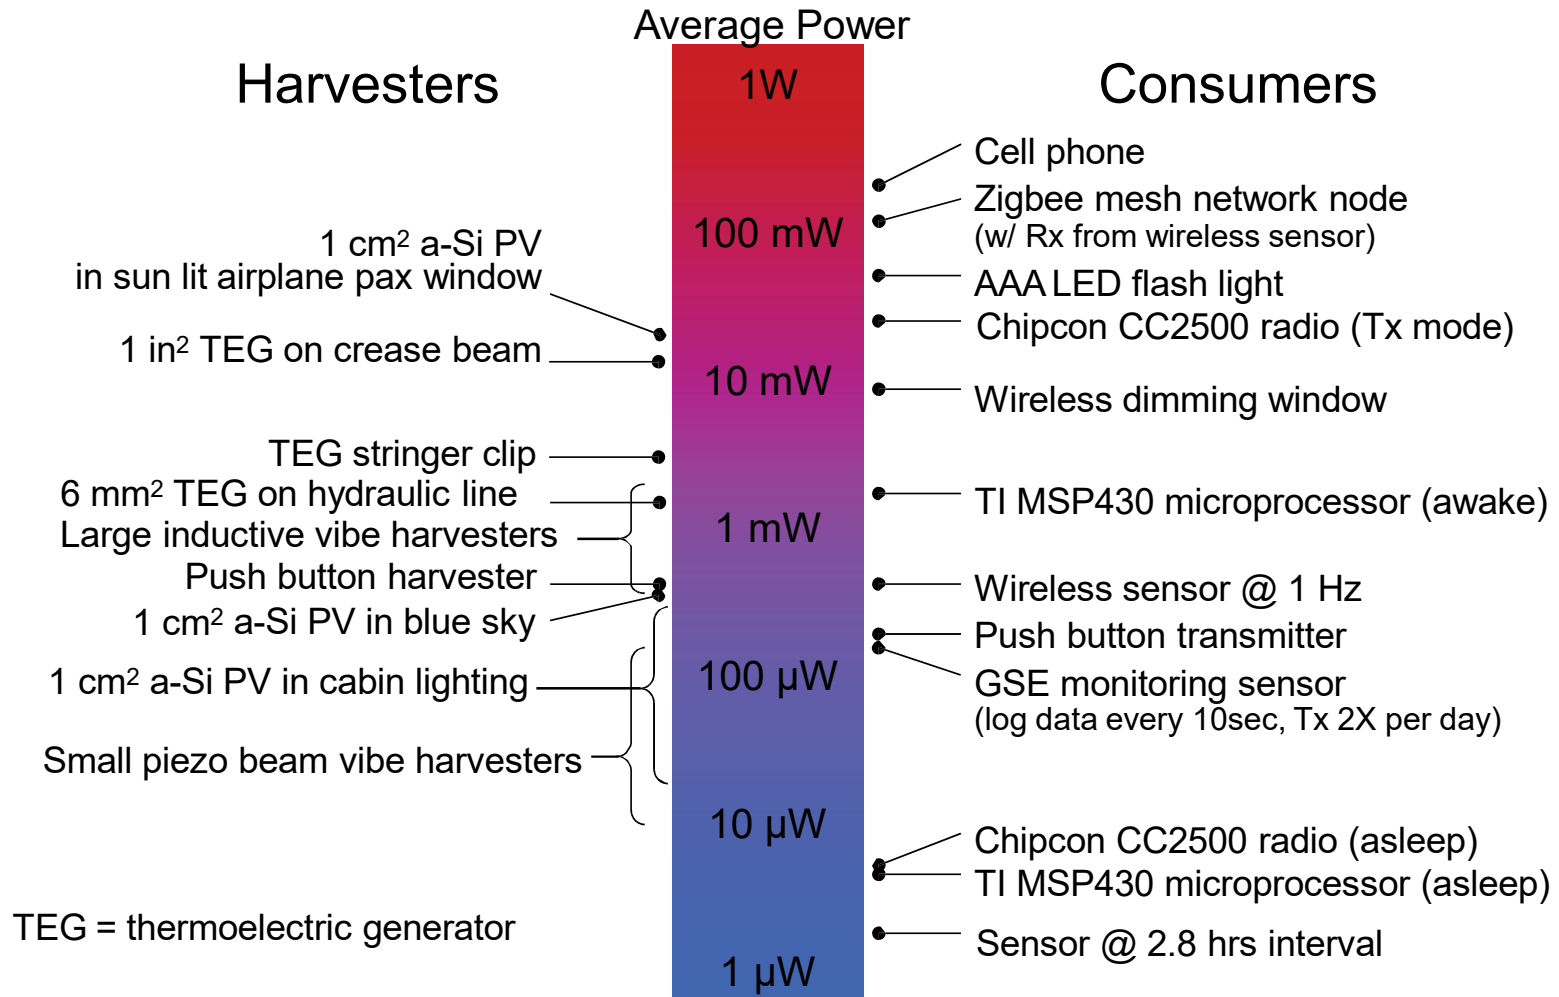 Average Power
Harvesters
1 cm² a-Si PV
in sun lit airplane pax window
1 in² TEG on crease beam
TEG stringer clip
6 mm² TEG on hydraulic line
Large inductive vibe harvesters
Push button harvester
1 cm² a-Si PV in blue sky
1 cm² a-Si PV in cabin lighting
Small piezo beam vibe harvesters
TEG = thermoelectric generator
1W
100 mW
10 mW
1 mW
100 µW
10 µW
1 µW
Consumers
Cell phone
Zigbee mesh network node
(w/ Rx from wireless sensor)
AAA LED flash light
Chipcon CC2500 radio (Tx mode)
Wireless dimming window
TI MSP430 microprocessor (awake)
Wireless sensor @ 1 Hz
Push button transmitter
GSE monitoring sensor
(log data every 10sec, Tx 2X per day)
Chipcon CC2500 radio (asleep)
TI MSP430 microprocessor (asleep)
Sensor @ 2.8 hrs interval